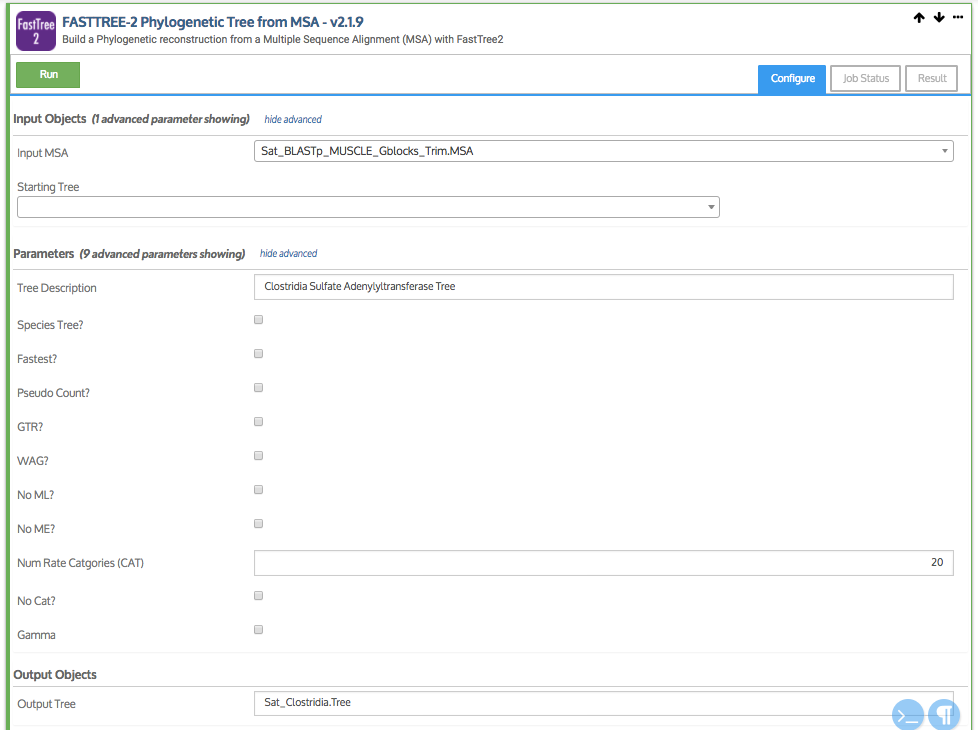 FastTree
2
FASTTREE-2 Phylogenetic Tree from MSA - v2.1.9
Build a Phylogenetic reconstruction from a Multiple Sequence Alignment (MSA) with FastTree2
Run
Configure
Job Status
Result
Input Objects (1 advanced parameter showing) hide advanced
Input MSA
Sat_BLASTp_MUSCLE_Gblocks_Trim.MSA
Starting Tree
Parameters (9 advanced parameters showing) hide advanced
Tree Description
Clostridia Sulfate Adenylyltransferase Tree
Species Tree?
Fastest?
Pseudo Count?
GTR?
WAG?
No ML?
No ME?
Num Rate Catgories (CAT)
20
No Cat?
Gamma
Output Objects
Output Tree
Sat_Clostridia.Tree